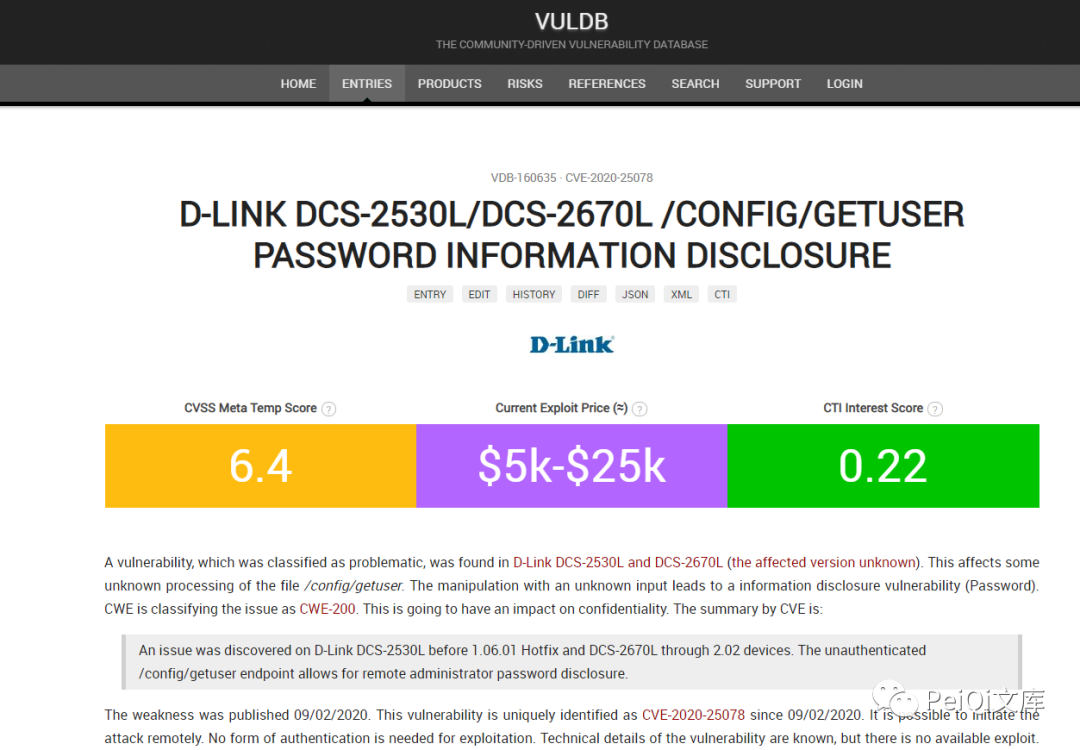 VULDB
THE COMMUNITY-DRIVEN VULNERABILITY DATABASE
HOME ENTRIES PRODUCTS RISKS REFERENCES SEARCH SUPPORT LOGIN
VDB-160635 · CVE-2020-25078
D-LINK DCS-2530L/DCS-2670L /CONFIG/GETUSER
PASSWORD INFORMATION DISCLOSURE
ENTRY EDIT HISTORY DIFF JSON XML CTI
D-Link
CVSS Meta Temp Score ? Current Exploit Price (≈) ? CTI Interest Score ?
6.4 $5k-$25k 0.22
A vulnerability, which was classified as problematic, was found in D-Link DCS-2530L and DCS-2670L (the affected version unknown). This affects some
unknown processing of the file /config/getuser. The manipulation with an unknown input leads to a information disclosure vulnerability (Password).
CWE is classifying the issue as CWE-200. This is going to have an impact on confidentiality. The summary by CVE is:
An issue was discovered on D-Link DCS-2530L before 1.06.01 Hotfix and DCS-2670L through 2.02 devices. The unauthenticated
/config/getuser endpoint allows for remote administrator password disclosure.
PeiQi文库
The weakness was published 09/02/2020. This vulnerability is uniquely identified as CVE-2020-25078 since 09/02/2020. It is possible to initiate the
attack remotely. No form of authentication is needed for exploitation. Technical details of the vulnerability are known, but there is no available exploit.